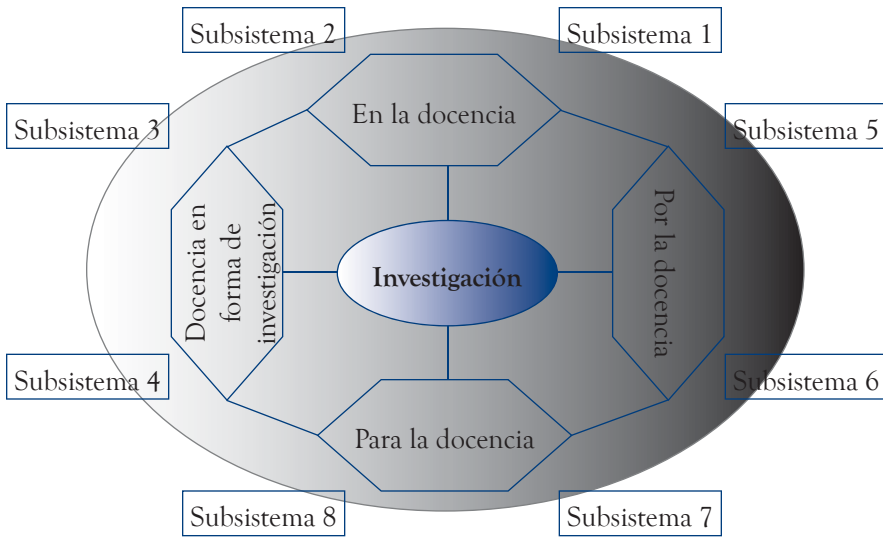 Subsistema 2
Subsistema 1
En la docencia
Subsistema 3
Subsistema 5
Docencia en
forma de
investigación
Investigación
Por la docencia
Subsistema 4
Subsistema 6
Para la docencia
Subsistema 8
Subsistema 7